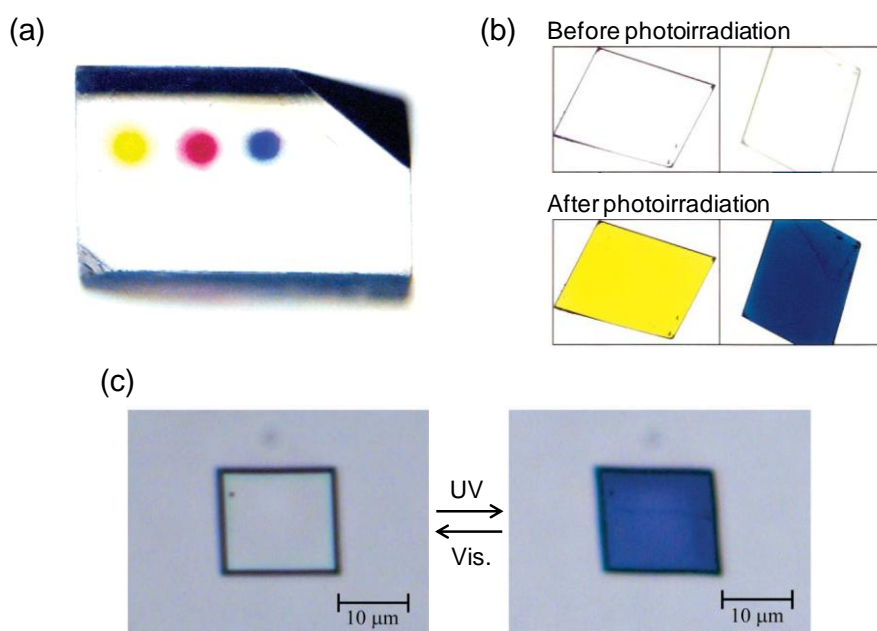 (a)
(b)
Before photoirradiation
After photoirradiation
(c)
UV
Vis.
10 µm
10 µm